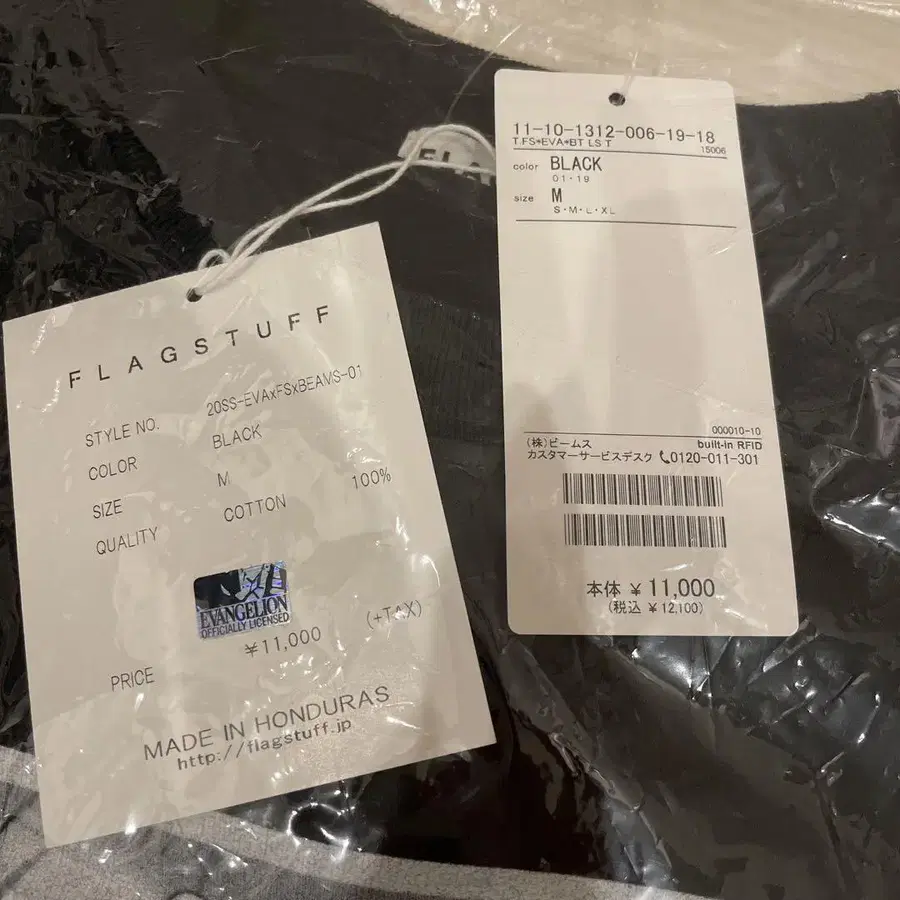 FLAGSTUFF
STYLE NO. 20SS-EVAxFSxBEAMS-01
COLOR BLACK
SIZE M
QUALITY COTTON 100%
EVANGELION
OFFICIALLY LICENSED
PRICE ¥11,000 (+TAX)
MADE IN HONDURAS
http://flagstuff.jp
11-10-1312-006-19-18
T.FS*EVA*BT LS T
15006
color BLACK
01・19
size M
S・M・L・XL
000010-10
(株)ビームス built-in RFID
カスタマーサービスデスク 0120-011-301
本体 ¥ 11,000
(税込 ¥ 12,100)